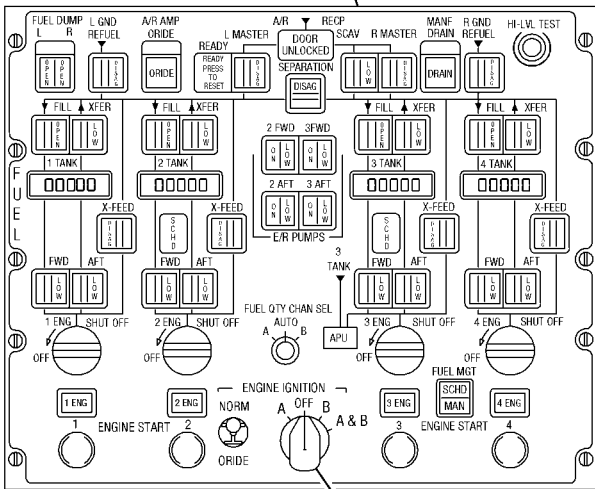 FUEL DUMP L GND A/R AMP A/R RECP MANF R GND HI-LVL TEST
L R REFUEL ORIDE L MASTER DOOR UNLOCKED SCAV R MASTER DRAIN REFUEL
READY SEPARATION
OPEN OPEN DISAG ORIDE READY PRESS TO RESET DISAG DISAG LOW DISAG DRAIN DISAG
FILL XFER FILL XFER FILL XFER FILL XFER
OPEN LOW OPEN LOW OPEN LOW OPEN LOW
2 FWD 3FWD
ON LOW ON LOW
1 TANK 2 TANK 3 TANK 4 TANK
00000 00000 00000 00000
2 AFT 3 AFT
ON LOW ON LOW
E/R PUMPS
FUEL
X-FEED X-FEED X-FEED X-FEED
DISAG SCHD DISAG SCHD DISAG DISAG
3 TANK
FWD AFT FWD AFT FWD AFT FWD AFT
LOW LOW LOW LOW LOW LOW LOW LOW
FUEL QTY CHAN SEL
A AUTO B
1 ENG SHUT OFF 2 ENG SHUT OFF 3 ENG SHUT OFF 4 ENG SHUT OFF
OFF OFF APU OFF OFF
FUEL MGT
SCHD
MAN
ENGINE IGNITION
1 ENG 2 ENG NORM A OFF B A & B 3 ENG 4 ENG
1 ENGINE START 2 3 ENGINE START 4
ORIDE